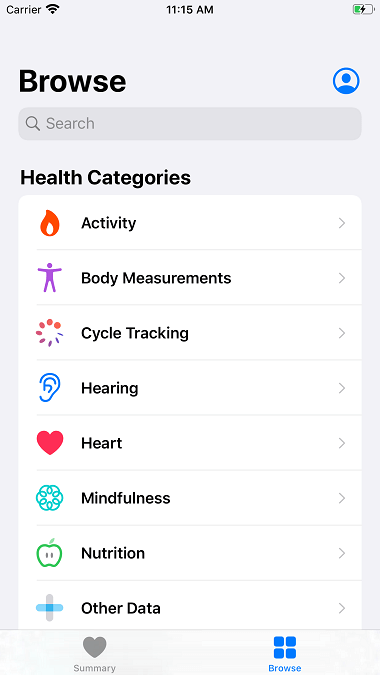 Carrier 11:15 AM
Browse
Search
Health Categories
Activity
Body Measurements
Cycle Tracking
Hearing
Heart
Mindfulness
Nutrition
Other Data
Summary Browse